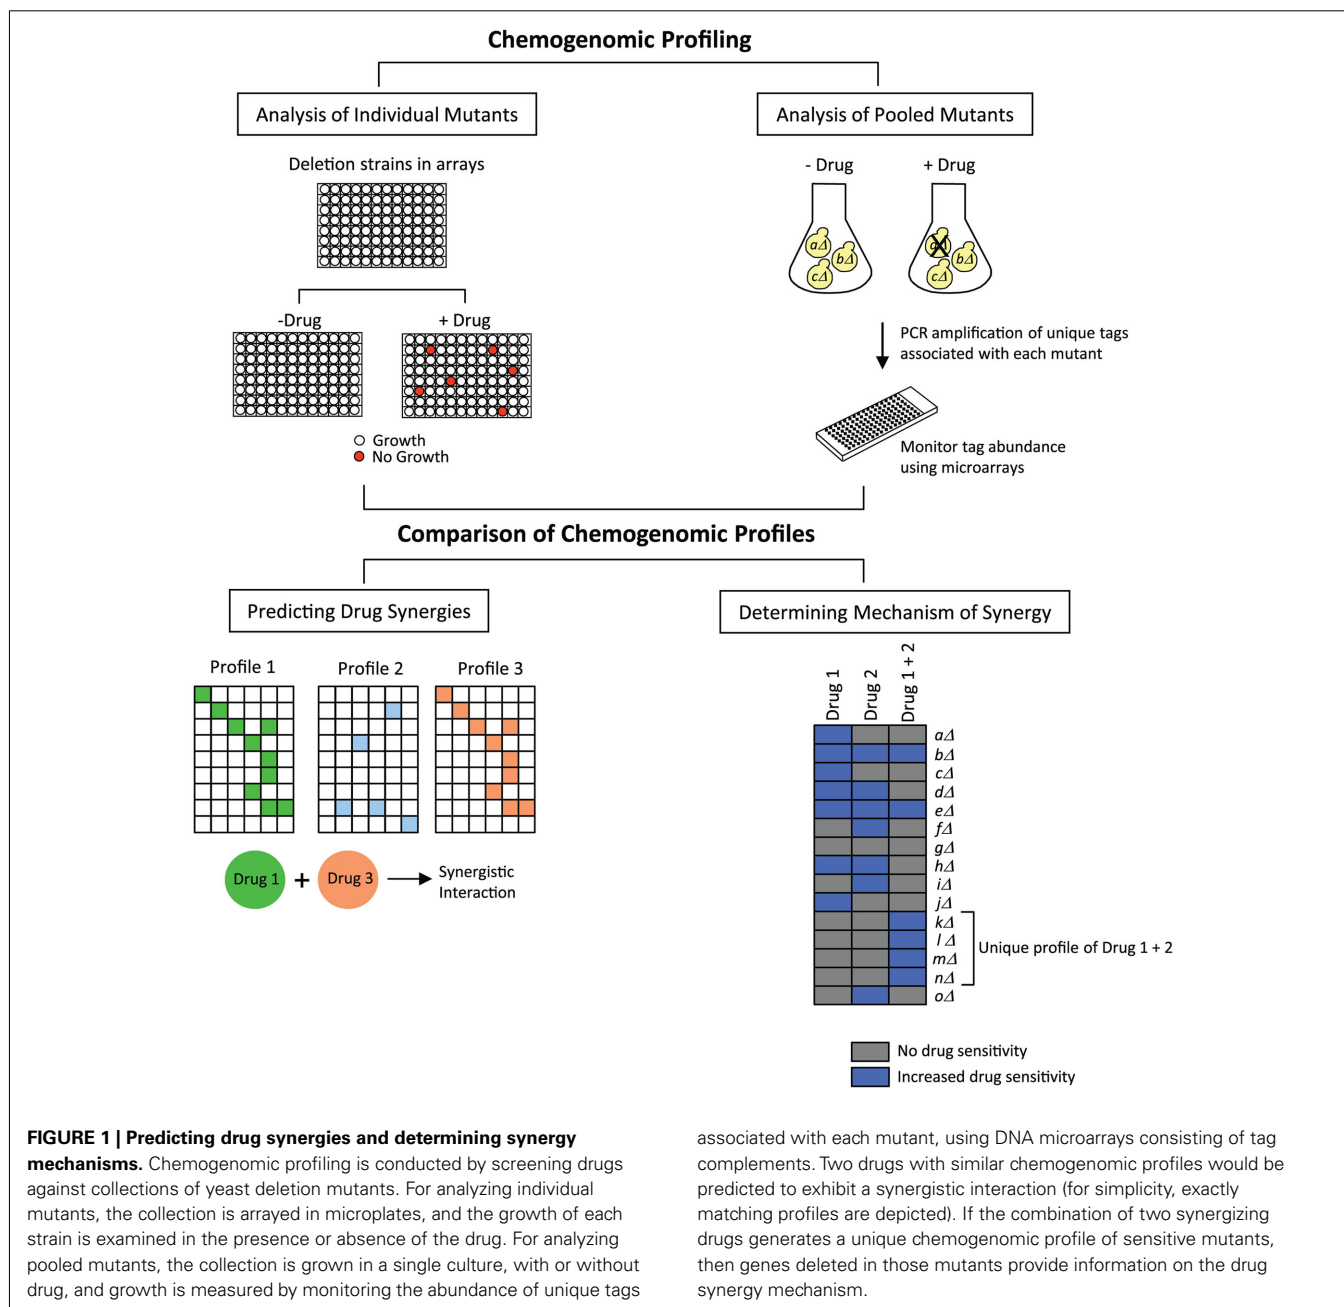 Chemogenomic Profiling
Analysis of Individual Mutants
Deletion strains in arrays
-Drug
+ Drug
Growth
No Growth
Analysis of Pooled Mutants
- Drug
+ Drug
aΔ
bΔ
cΔ
aΔ
bΔ
cΔ
PCR amplification of unique tags
associated with each mutant
Monitor tag abundance
using microarrays
Comparison of Chemogenomic Profiles
Predicting Drug Synergies
Profile 1
Profile 2
Profile 3
Drug 1
+
Drug 3
Synergistic
Interaction
Determining Mechanism of Synergy
Drug 1
Drug 2
Drug 1 + 2
aΔ
bΔ
cΔ
dΔ
eΔ
fΔ
gΔ
hΔ
iΔ
jΔ
kΔ
l Δ
mΔ
nΔ
oΔ
Unique profile of Drug 1 + 2
No drug sensitivity
Increased drug sensitivity
FIGURE 1 | Predicting drug synergies and determining synergy
mechanisms. Chemogenomic profiling is conducted by screening drugs
against collections of yeast deletion mutants. For analyzing individual
mutants, the collection is arrayed in microplates, and the growth of each
strain is examined in the presence or absence of the drug. For analyzing
pooled mutants, the collection is grown in a single culture, with or without
drug, and growth is measured by monitoring the abundance of unique tags
associated with each mutant, using DNA microarrays consisting of tag
complements. Two drugs with similar chemogenomic profiles would be
predicted to exhibit a synergistic interaction (for simplicity, exactly
matching profiles are depicted). If the combination of two synergizing
drugs generates a unique chemogenomic profile of sensitive mutants,
then genes deleted in those mutants provide information on the drug
synergy mechanism.